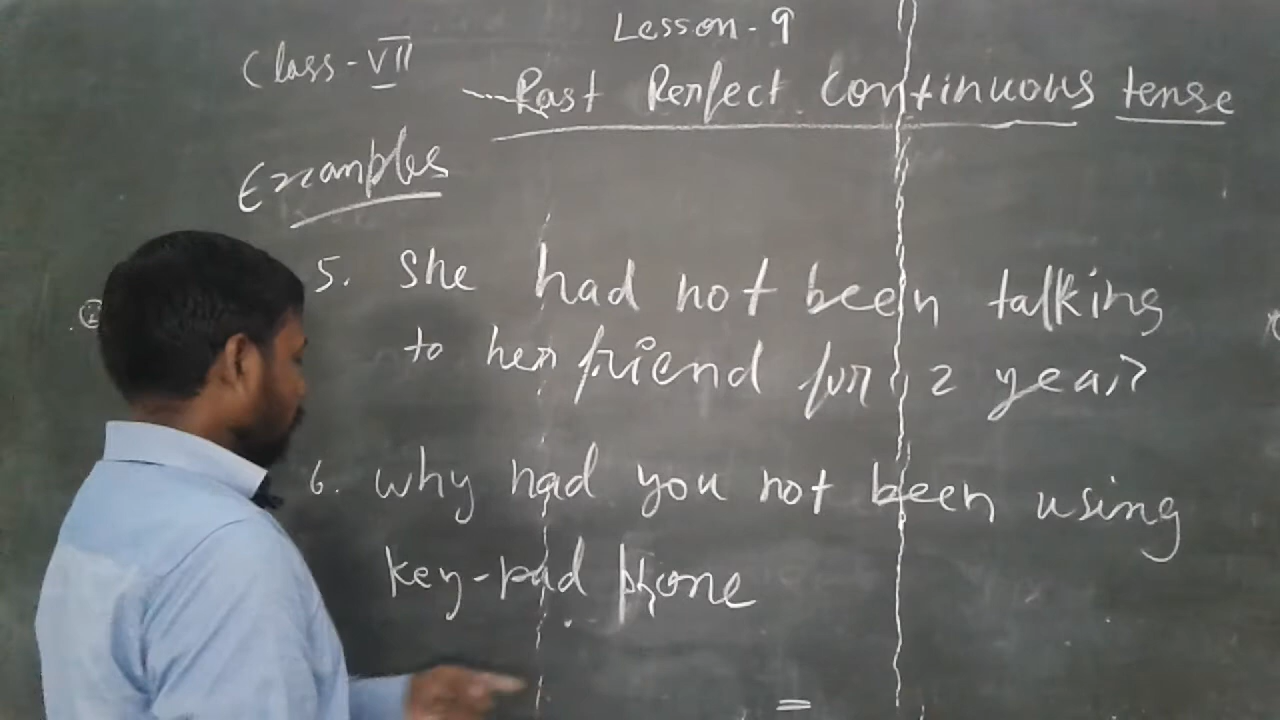 Lesson - 9
Class - VII
Past Perfect Continuous tense
Examples
5. She had not been talking
to her friend for 2 years
6. why had you not been using
key-pad phone
=